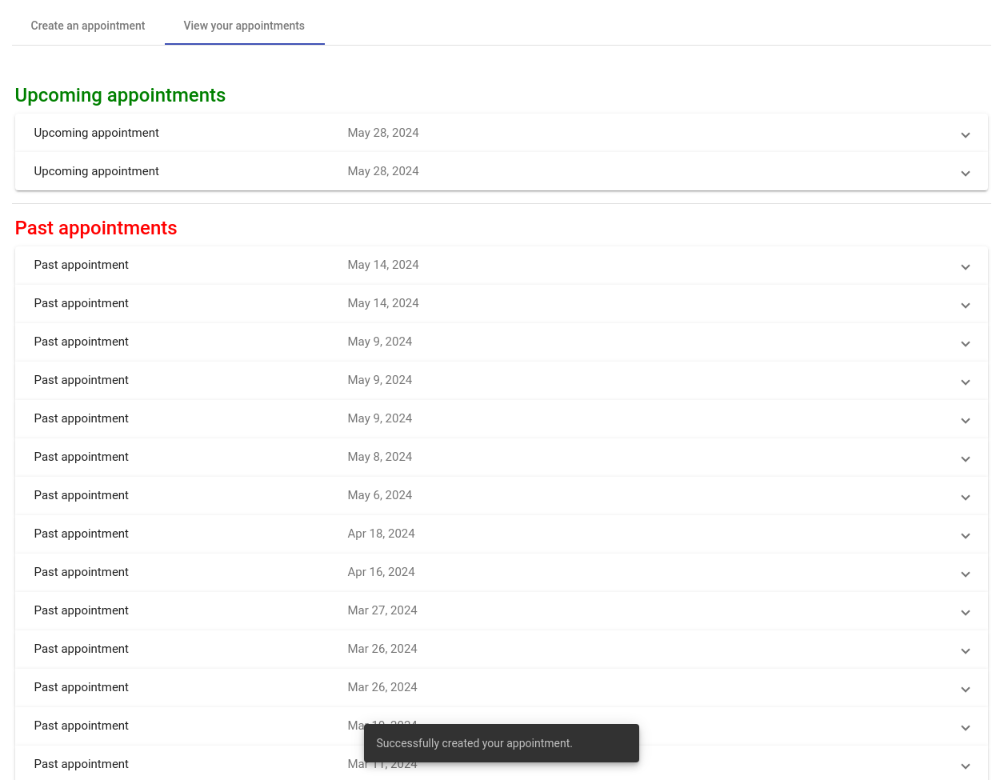 Create an appointment View your appointments
Upcoming appointments
Upcoming appointment May 28, 2024
Upcoming appointment May 28, 2024
Past appointments
Past appointment May 14, 2024
Past appointment May 14, 2024
Past appointment May 9, 2024
Past appointment May 9, 2024
Past appointment May 9, 2024
Past appointment May 8, 2024
Past appointment May 6, 2024
Past appointment Apr 18, 2024
Past appointment Apr 16, 2024
Past appointment Mar 27, 2024
Past appointment Mar 26, 2024
Past appointment Mar 26, 2024
Past appointment
Successfully created your appointment.
Past appointment Mar 11, 2024